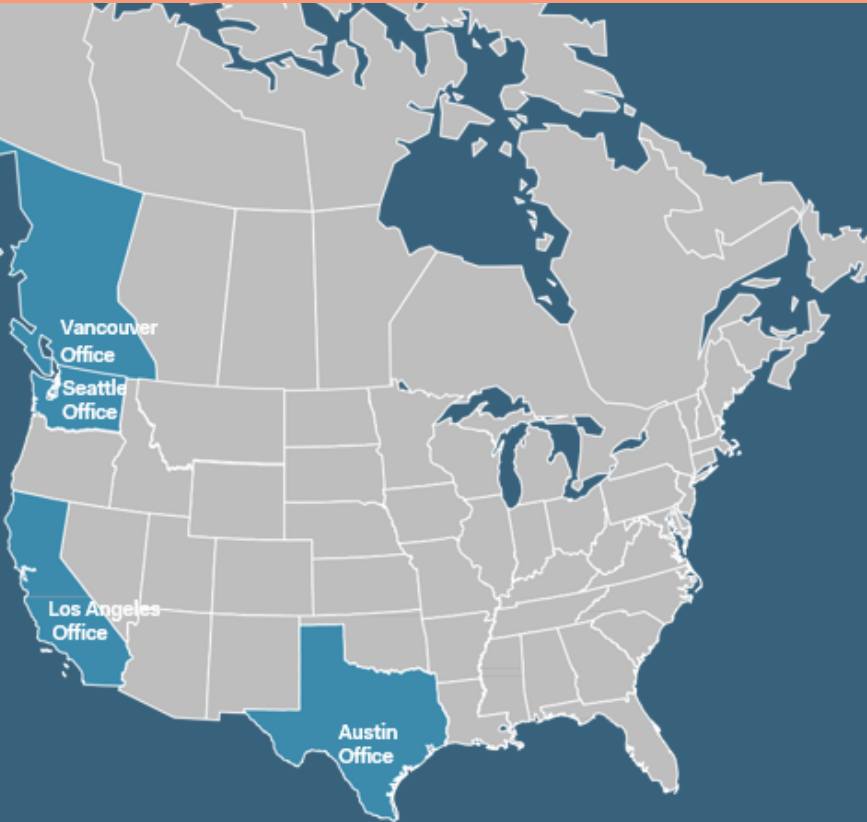 Vancouver
Office
Seattle
Office
Los Angeles
Office
Austin
Office